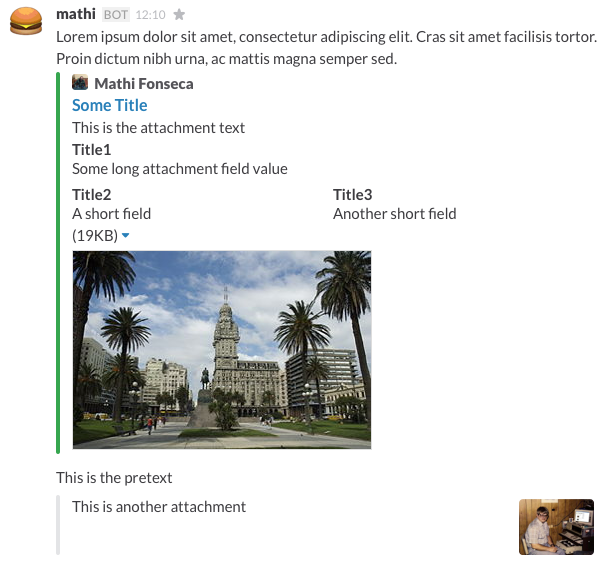 mathi BOT 12:10
Lorem ipsum dolor sit amet, consectetur adipiscing elit. Cras sit amet facilisis tortor.
Proin dictum nibh urna, ac mattis magna semper sed.
Mathi Fonseca
Some Title
This is the attachment text
Title1
Some long attachment field value
Title2 Title3
A short field Another short field
(19KB)
This is the pretext
This is another attachment